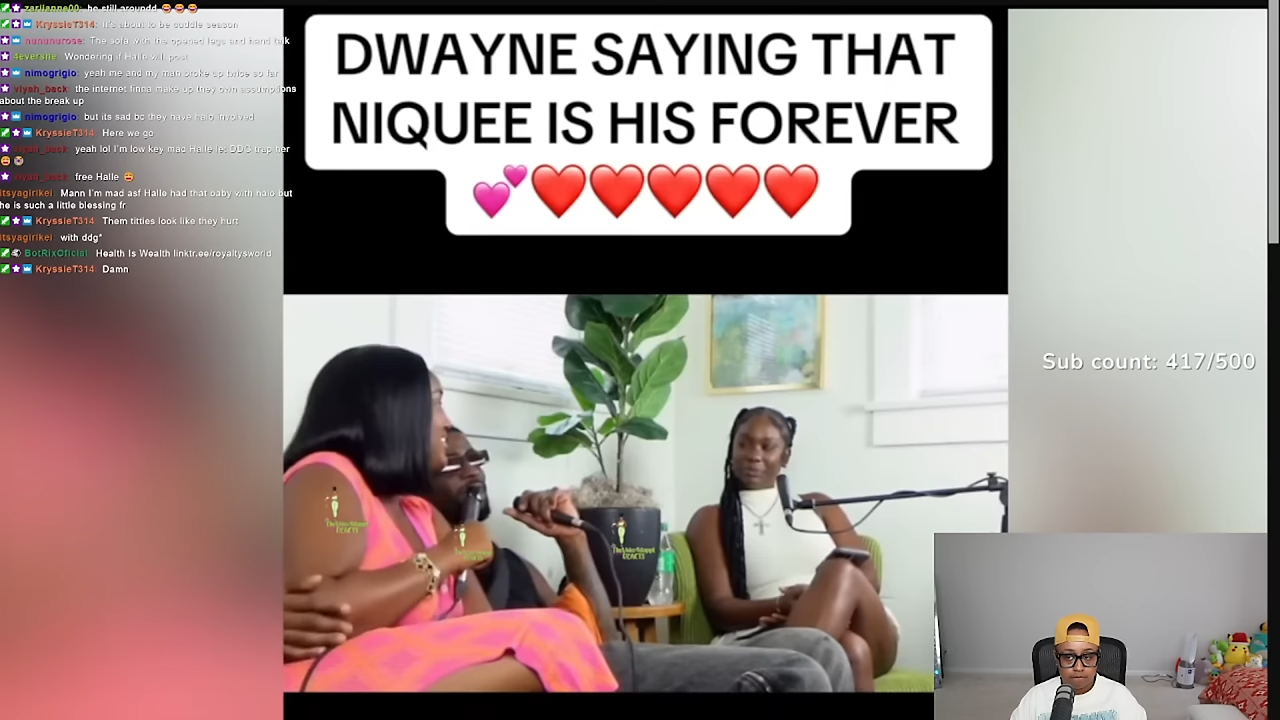 zariianne00: he still aroundd
KryssieT314: It's about to be cuddle season
nunununurose: The sofa with the opened legs and hand talk
4evershe: Wondering if Halle will post
nimogrigio: yeah me and my man broke up twice so far
viyah_back: the internet finna make up they own assumptions
about the break up
nimogrigio: but its sad bc they have halo involved
KryssieT314: Here we go
viyah_back: yeah lol I'm low key mad Halle let DDG trap her
viyah_back: free Halle
itsyagirlkei: Mann I'm mad asf Halle had that baby with halo but
he is such a little blessing fr
KryssieT314: Them titties look like they hurt
itsyagirlkei: with ddg*
BotRixOficial: Health Is Wealth linktr.ee/royaltysworld
KryssieT314: Damn
DWAYNE SAYING THAT
NIQUEE IS HIS FOREVER
Sub count: 417/500